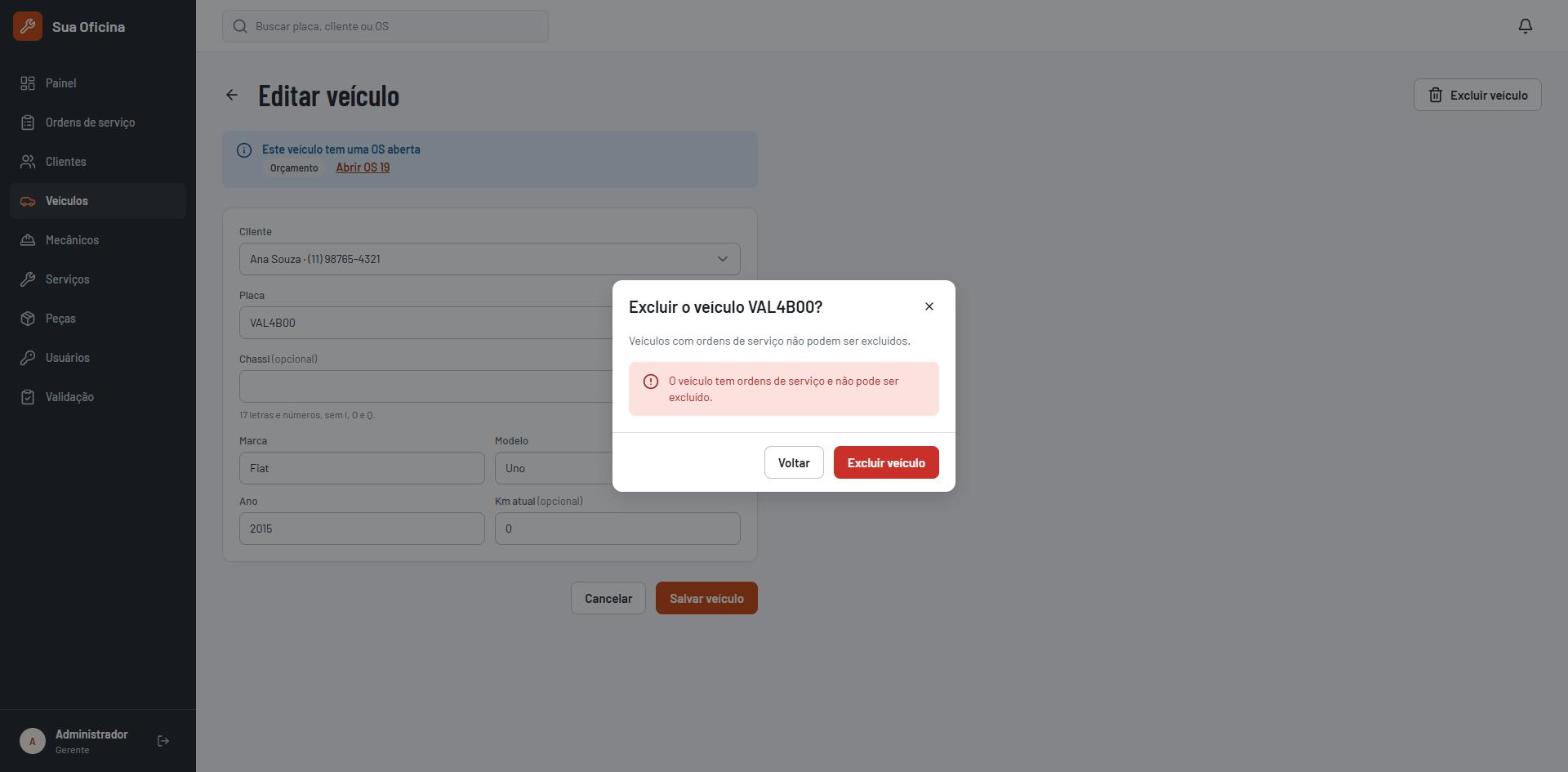 Sua Oficina
Buscar placa, cliente ou OS
Painel
Ordens de serviço
Clientes
Veículos
Mecânicos
Serviços
Peças
Usuários
Validação
A
Administrador
Gerente
Editar veículo
Excluir veículo
Este veículo tem uma OS aberta
Orçamento Abrir OS 19
Cliente
Ana Souza · (11) 98765-4321
Placa
VAL4B00
Chassi (opcional)
17 letras e números, sem I, O e Q.
Marca Modelo
Fiat Uno
Ano Km atual (opcional)
2015 0
Cancelar Salvar veículo
Excluir o veículo VAL4B00?
Veículos com ordens de serviço não podem ser excluídos.
O veículo tem ordens de serviço e não pode ser
excluído.
Voltar Excluir veículo